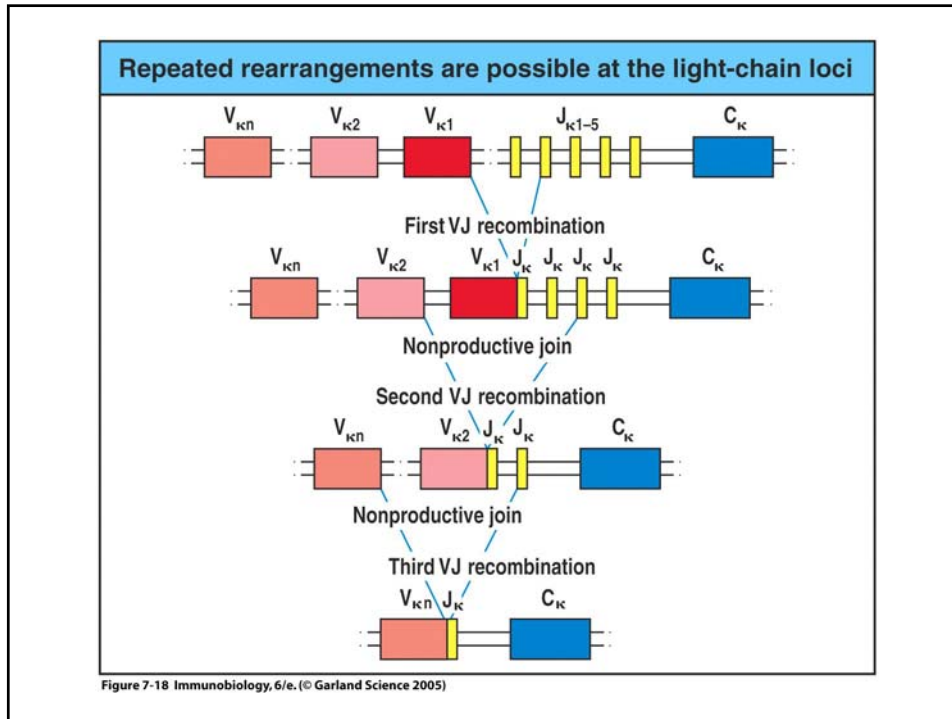 Repeated rearrangements are possible at the light-chain loci
Vκn Vκ2 Vκ1 Jκ1–5 Cκ
First VJ recombination
Vκn Vκ2 Vκ1 Jκ Jκ Jκ Jκ Cκ
Nonproductive join
Second VJ recombination
Vκn Vκ2 Jκ Jκ Cκ
Nonproductive join
Third VJ recombination
Vκn Jκ Cκ
Figure 7-18 Immunobiology, 6/e. (© Garland Science 2005)